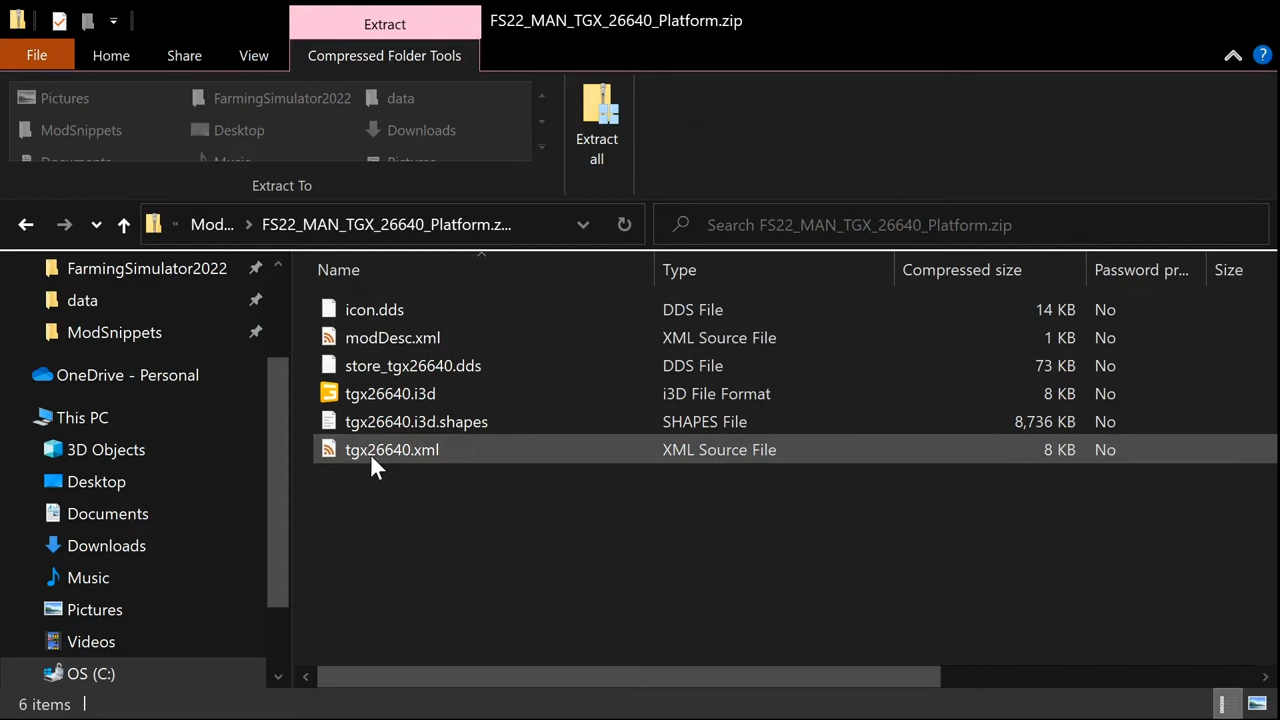 Extract
FS22_MAN_TGX_26640_Platform.zip
File
Home
Share
View
Compressed Folder Tools
Pictures
FarmingSimulator2022
data
ModSnippets
Desktop
Downloads
Documents
Music
Pictures
Extract
all
Extract To
«
Mod...
FS22_MAN_TGX_26640_Platform.z...
Search FS22_MAN_TGX_26640_Platform.zip
FarmingSimulator2022
data
ModSnippets
OneDrive - Personal
This PC
3D Objects
Desktop
Documents
Downloads
Music
Pictures
Videos
OS (C:)
Name Type Compressed size Password pr... Size
icon.dds DDS File 14 KB No
modDesc.xml XML Source File 1 KB No
store_tgx26640.dds DDS File 73 KB No
tgx26640.i3d i3D File Format 8 KB No
tgx26640.i3d.shapes SHAPES File 8,736 KB No
tgx26640.xml XML Source File 8 KB No
6 items